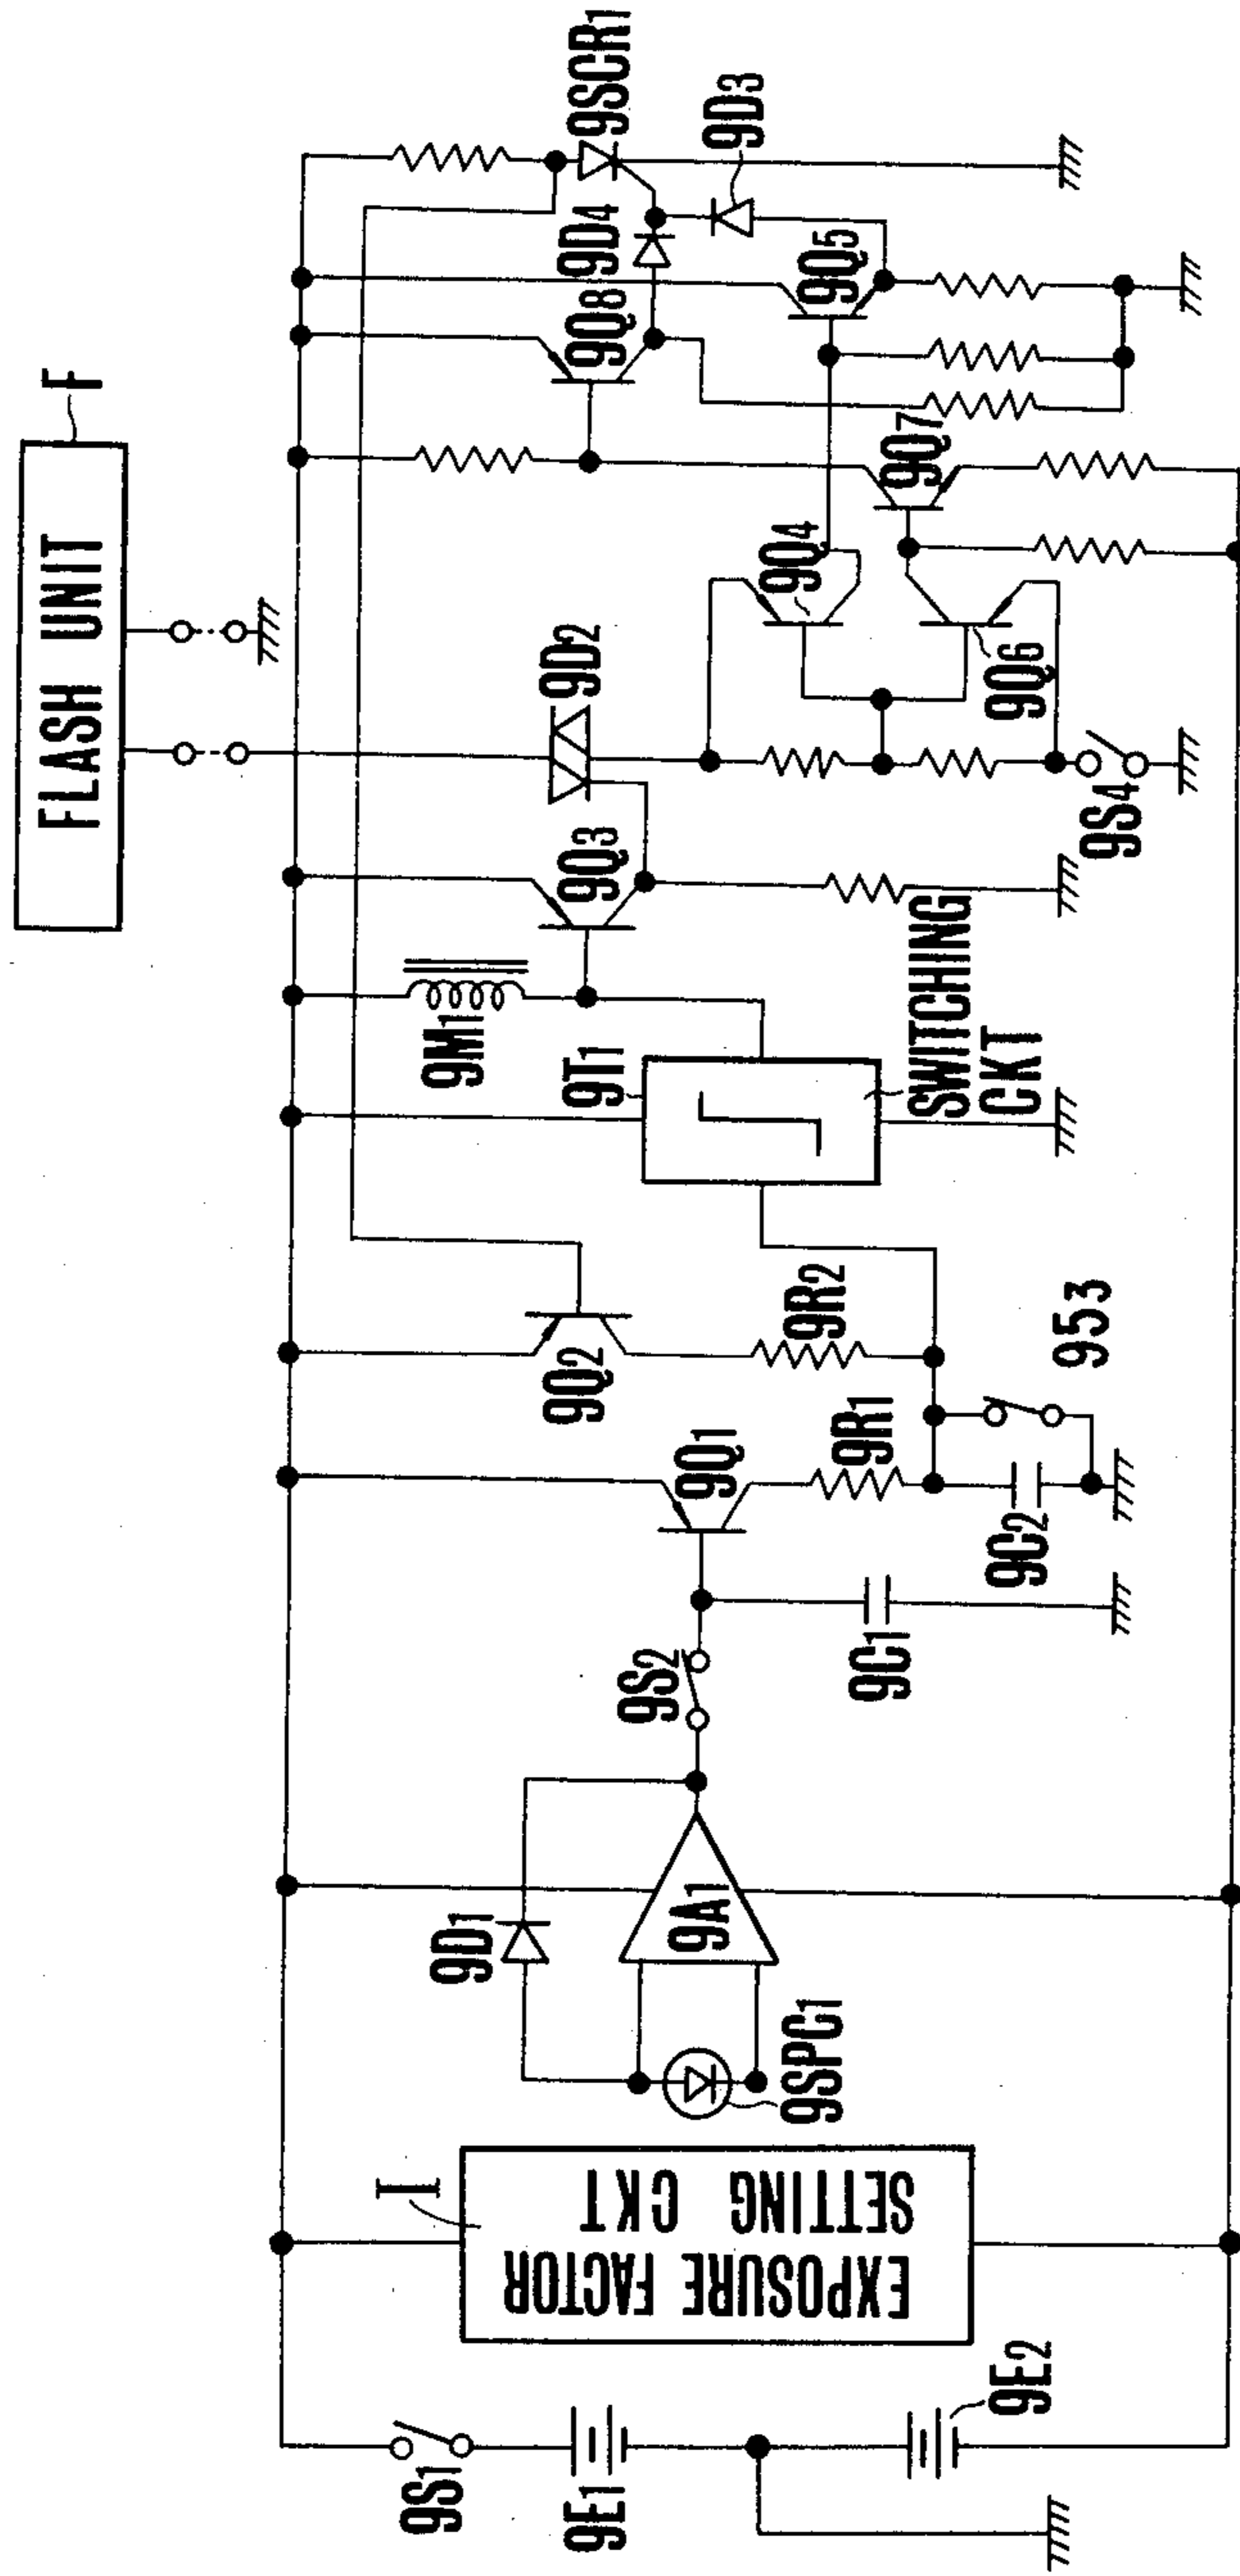 FLASH UNIT
F
9SCR1
9D3
9D4
9Q8
9Q5
9Q7
9Q4
9Q6
9D2
9S4
9Q3
9M1
9T1
SWITCHING
CKT
9Q2
9R2
953
9R1
9Q1
9C2
9C1
9S2
9D1
9A1
9SPC1
I
EXPOSURE FACTOR
SETTING CKT
9S1
9E1
9E2